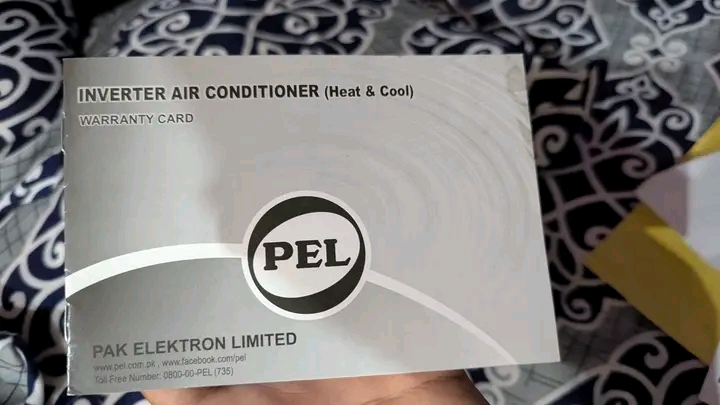 INVERTER AIR CONDITIONER (Heat & Cool)
WARRANTY CARD
PEL
PAK ELEKTRON LIMITED
www.pel.com.pk , www.facebook.com/pel
Toll Free Number: 0800-60-PEL (735)